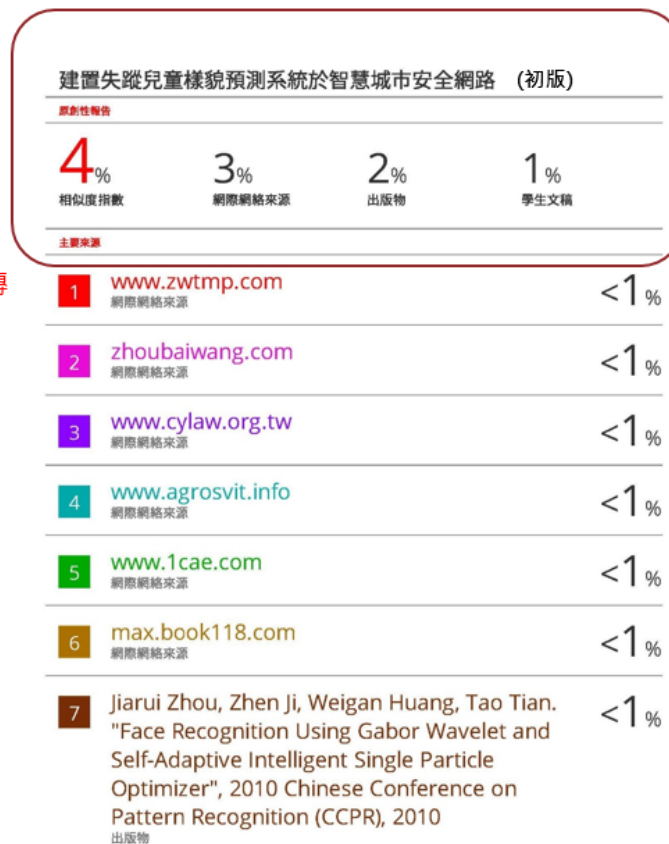 建置失蹤兒童樣貌預測系統於智慧城市安全網路 (初版)
原創性報告
4%
3%
2%
1%
相似度指數
網際網絡來源
出版物
學生文稿
主要來源
1
www.zwtmp.com
網際網絡來源
<1%
2
zhoubaiwang.com
網際網絡來源
<1%
3
www.cylaw.org.tw
網際網絡來源
<1%
4
www.agrosvit.info
網際網絡來源
<1%
5
www.1cae.com
網際網絡來源
<1%
6
max.book118.com
網際網絡來源
<1%
7
Jiarui Zhou, Zhen Ji, Weigan Huang, Tao Tian.
"Face Recognition Using Gabor Wavelet and
Self-Adaptive Intelligent Single Particle
Optimizer", 2010 Chinese Conference on
Pattern Recognition (CCPR), 2010
出版物
<1%